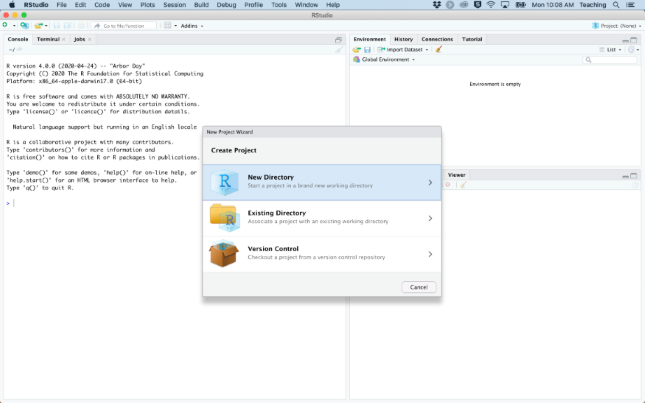 RStudio File Edit Code View Plots Session Build Debug Profile Tools Window Help Mon 10:08 AM Teaching
RStudio
Go to file/function Addins Project: (None)
Console Terminal Jobs
~/
R version 4.0.0 (2020-04-24) -- "Arbor Day"
Copyright (C) 2020 The R Foundation for Statistical Computing
Platform: x86_64-apple-darwin17.0 (64-bit)
R is free software and comes with ABSOLUTELY NO WARRANTY.
You are welcome to redistribute it under certain conditions.
Type 'license()' or 'licence()' for distribution details.
Natural language support but running in an English locale
R is a collaborative project with many contributors.
Type 'contributors()' for more information and
'citation()' on how to cite R or R packages in publications.
Type 'demo()' for some demos, 'help()' for on-line help, or
'help.start()' for an HTML browser interface to help.
Type 'q()' to quit R.
>
Environment History Connections Tutorial
Import Dataset List
Global Environment
Environment is empty
Viewer
New Project Wizard
Create Project
R
New Directory
Start a project in a brand new working directory
R
Existing Directory
Associate a project with an existing working directory
Version Control
Checkout a project from a version control repository
Cancel